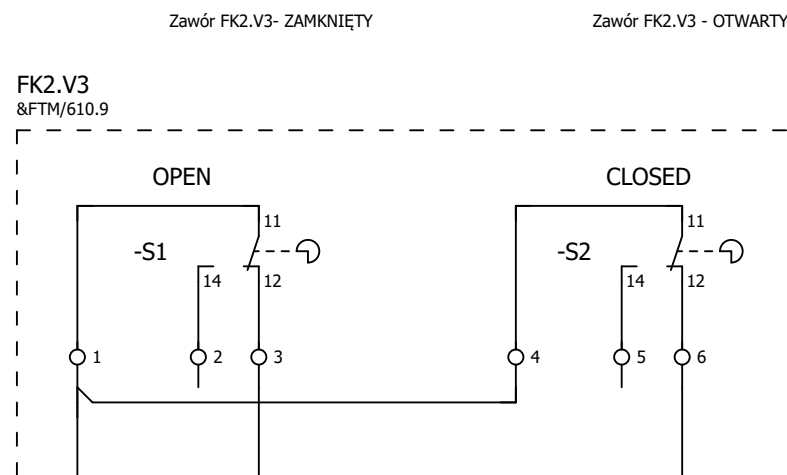 Zawór FK2.V3- ZAMKNIĘTY
Zawór FK2.V3 - OTWARTY
FK2.V3
&FTM/610.9
OPEN
CLOSED
11
11
-S1
-S2
14
12
14
12
1
2
3
4
5
6